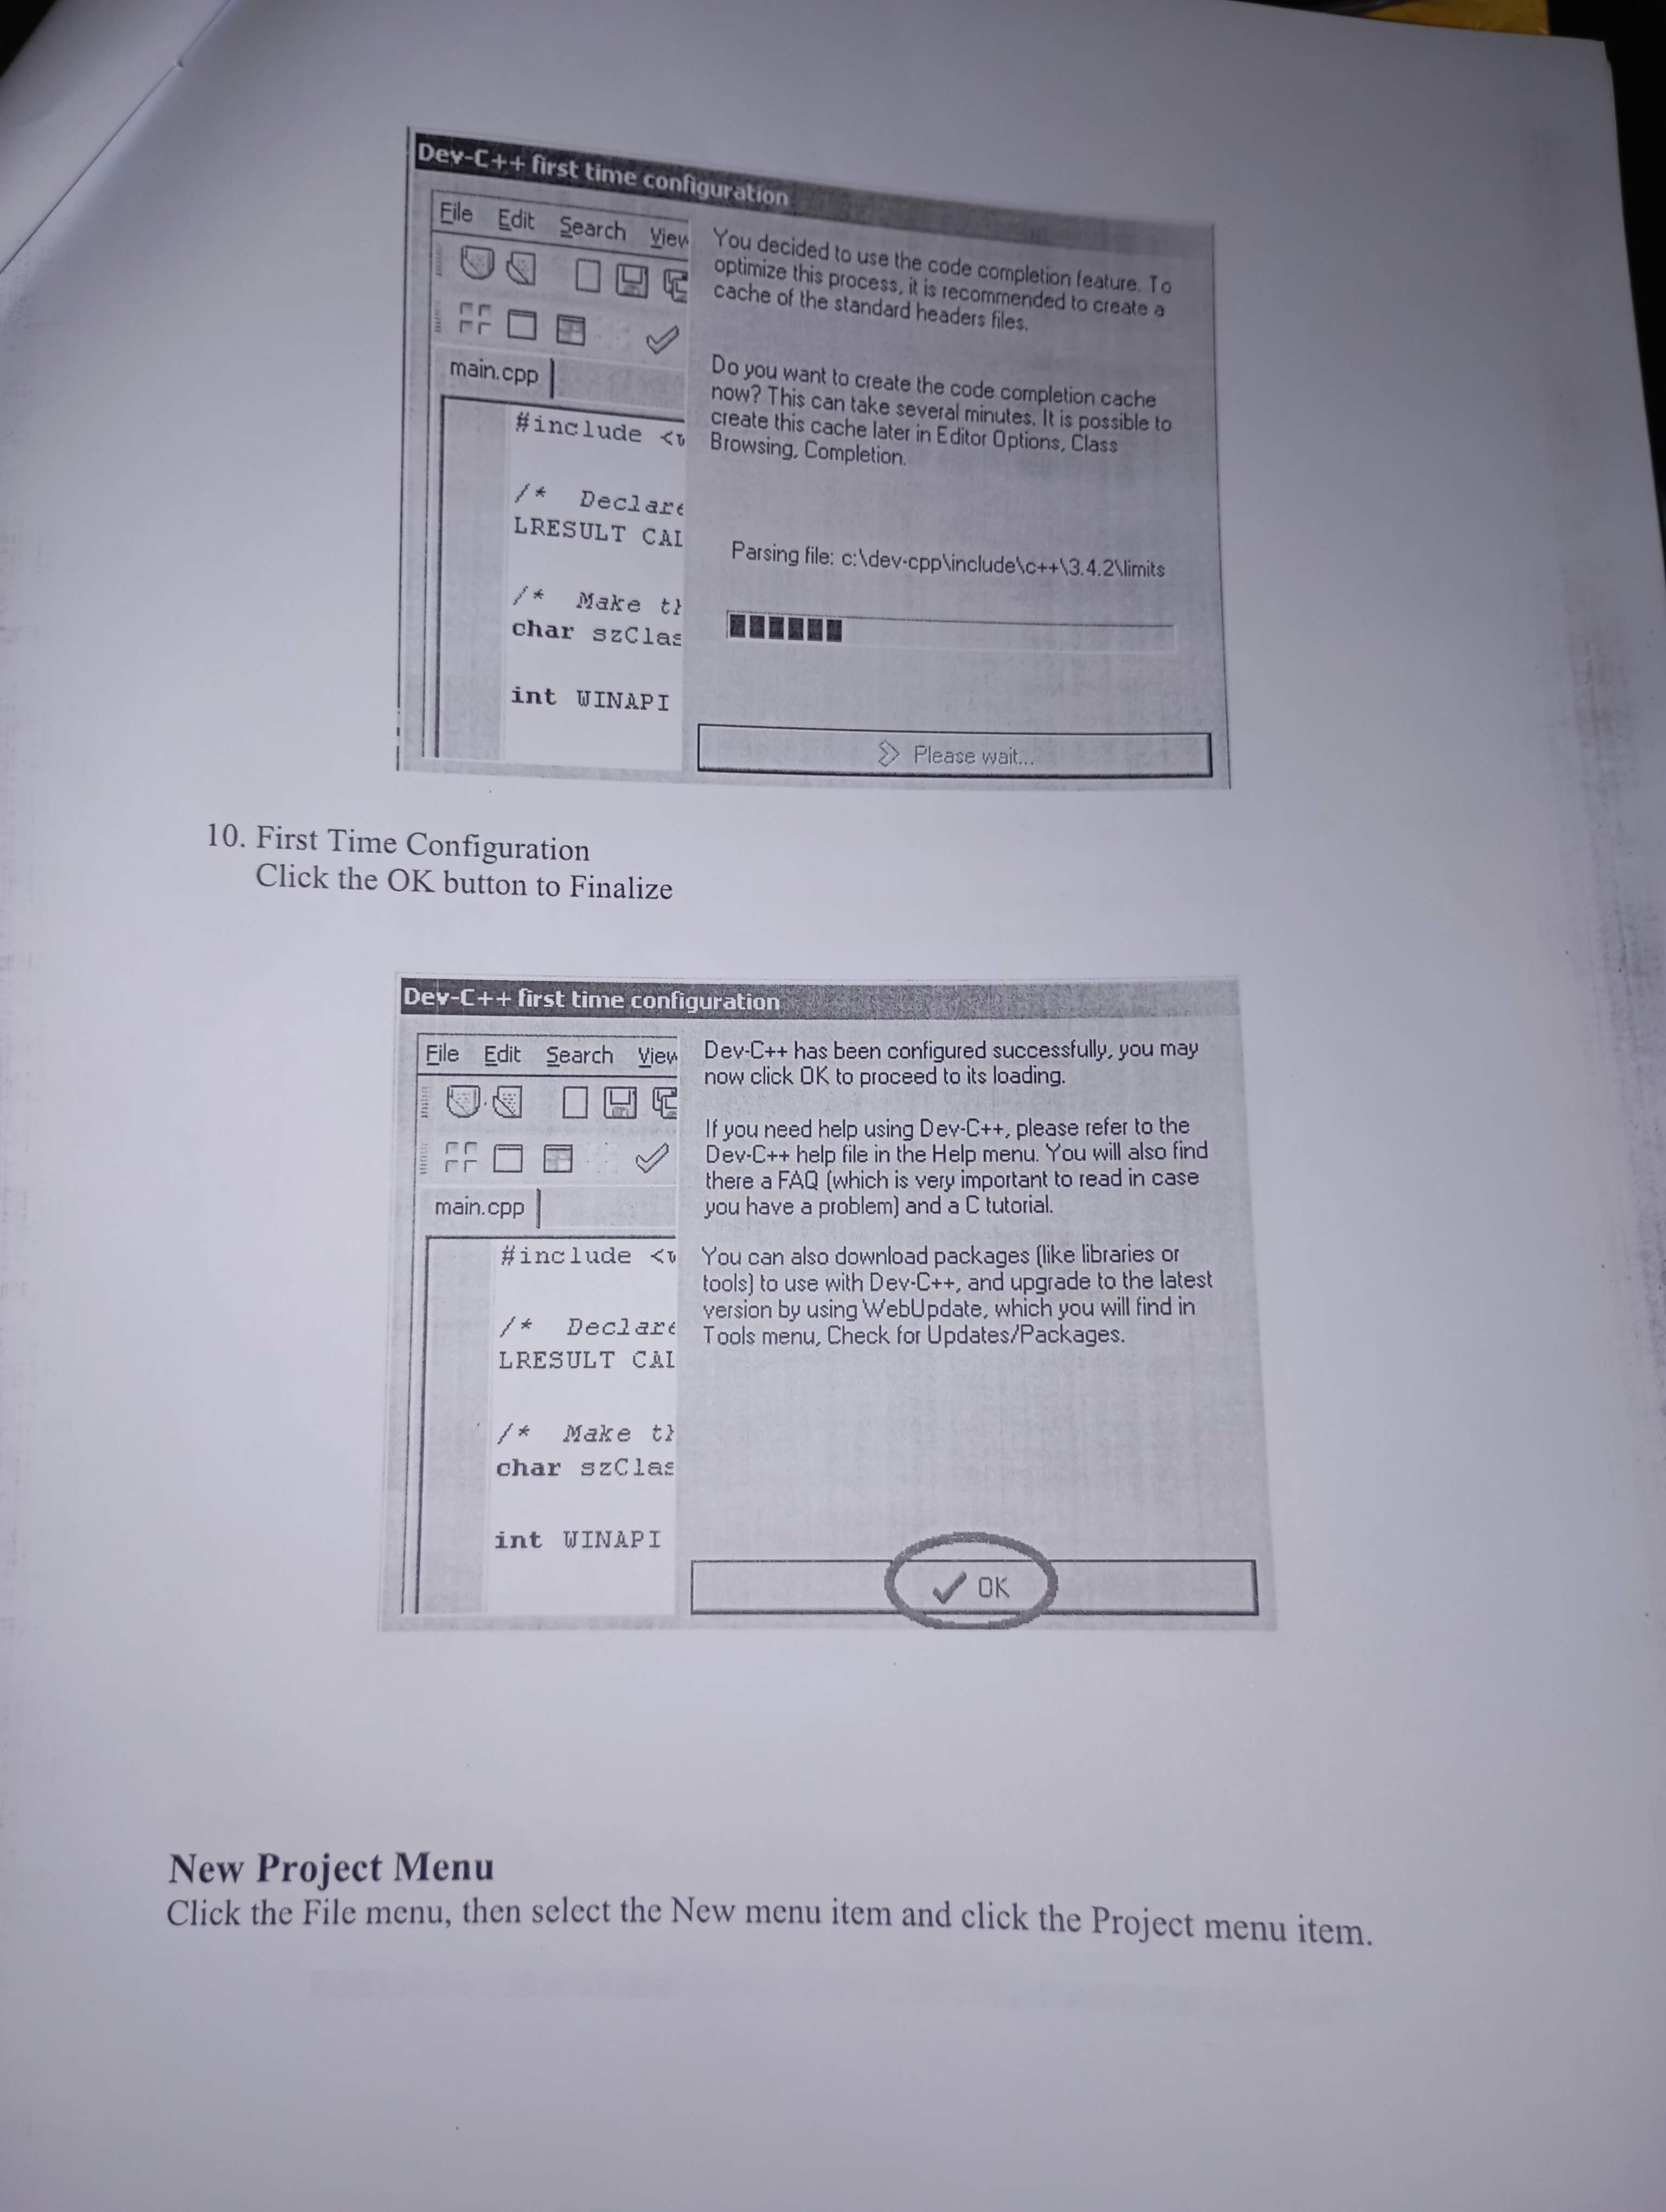 Dev-C++ first time configuration
File Edit Search View
You decided to use the code completion feature. To
optimize this process, it is recommended to create a
cache of the standard headers files.
Do you want to create the code completion cache
now? This can take several minutes. It is possible to
create this cache later in Editor Options, Class
Browsing, Completion.
main.cpp
#include <
/* Declare
LRESULT CAL
Parsing file: c:\dev-cpp\include\c++\3.4.2\limits
/* Make th
char szClas
int WINAPI
Please wait...
10. First Time Configuration
Click the OK button to Finalize
Dev-C++ first time configuration
File Edit Search View
Dev-C++ has been configured successfully, you may
now click OK to proceed to its loading.
If you need help using Dev-C++, please refer to the
Dev-C++ help file in the Help menu. You will also find
there a FAQ (which is very important to read in case
you have a problem) and a C tutorial.
main.cpp
#include <
You can also download packages (like libraries or
tools) to use with Dev-C++, and upgrade to the latest
version by using WebUpdate, which you will find in
Tools menu, Check for Updates/Packages.
/* Declare
LRESULT CAL
/* Make th
char szClas
int WINAPI
OK
New Project Menu
Click the File menu, then select the New menu item and click the Project menu item.